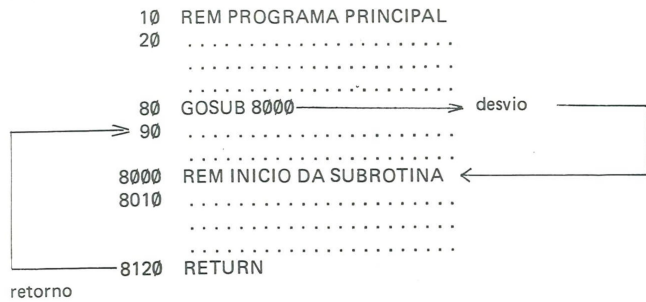 10 REM PROGRAMA PRINCIPAL
20 . . . . . . . . . . . . . . . . . . . . . .
. . . . . . . . . . . . . . . . . . . . . .
. . . . . . . . . . . . . . . . . . . . . .
80 GOSUB 8000 desvio
90 . . . . . . . . . . . . . . . . . . . . . .
. . . . . . . . . . . . . . . . . . . . . .
8000 REM INICIO DA SUBROTINA
8010 . . . . . . . . . . . . . . . . . . . . . .
. . . . . . . . . . . . . . . . . . . . . .
. . . . . . . . . . . . . . . . . . . . . .
8120 RETURN
retorno